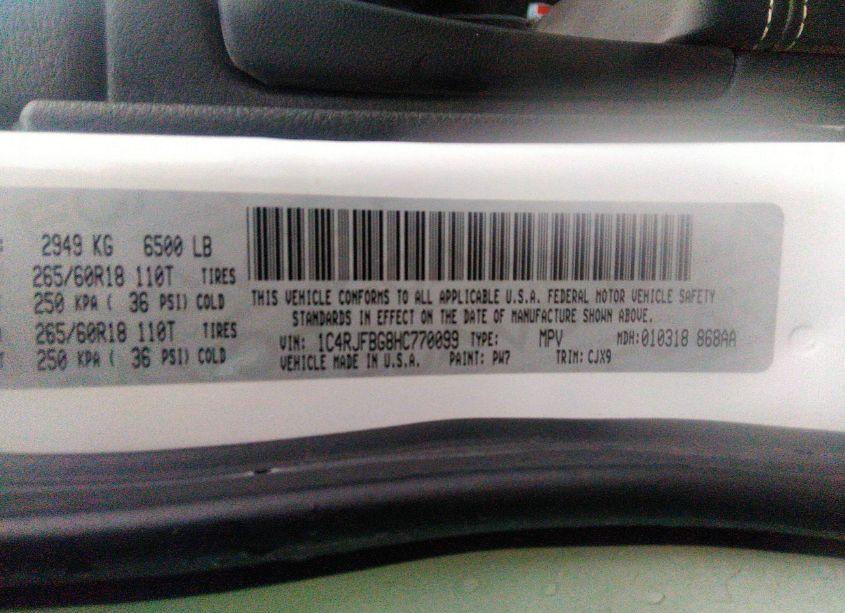 2949 KG 6500 LB
265/60R18 110T TIRES
250 KPA ( 36 PSI) COLD
265/60R18 110T TIRES
250 KPA ( 36 PSI) COLD
THIS VEHICLE CONFORMS TO ALL APPLICABLE U.S.A. FEDERAL MOTOR VEHICLE SAFETY
STANDARDS IN EFFECT ON THE DATE OF MANUFACTURE SHOWN ABOVE.
VIN: 1C4RJFBG8HC770099 TYPE: MPV MDH:010318 868AA
VEHICLE MADE IN U.S.A. PAINT: PW7 TRIM: CJX9